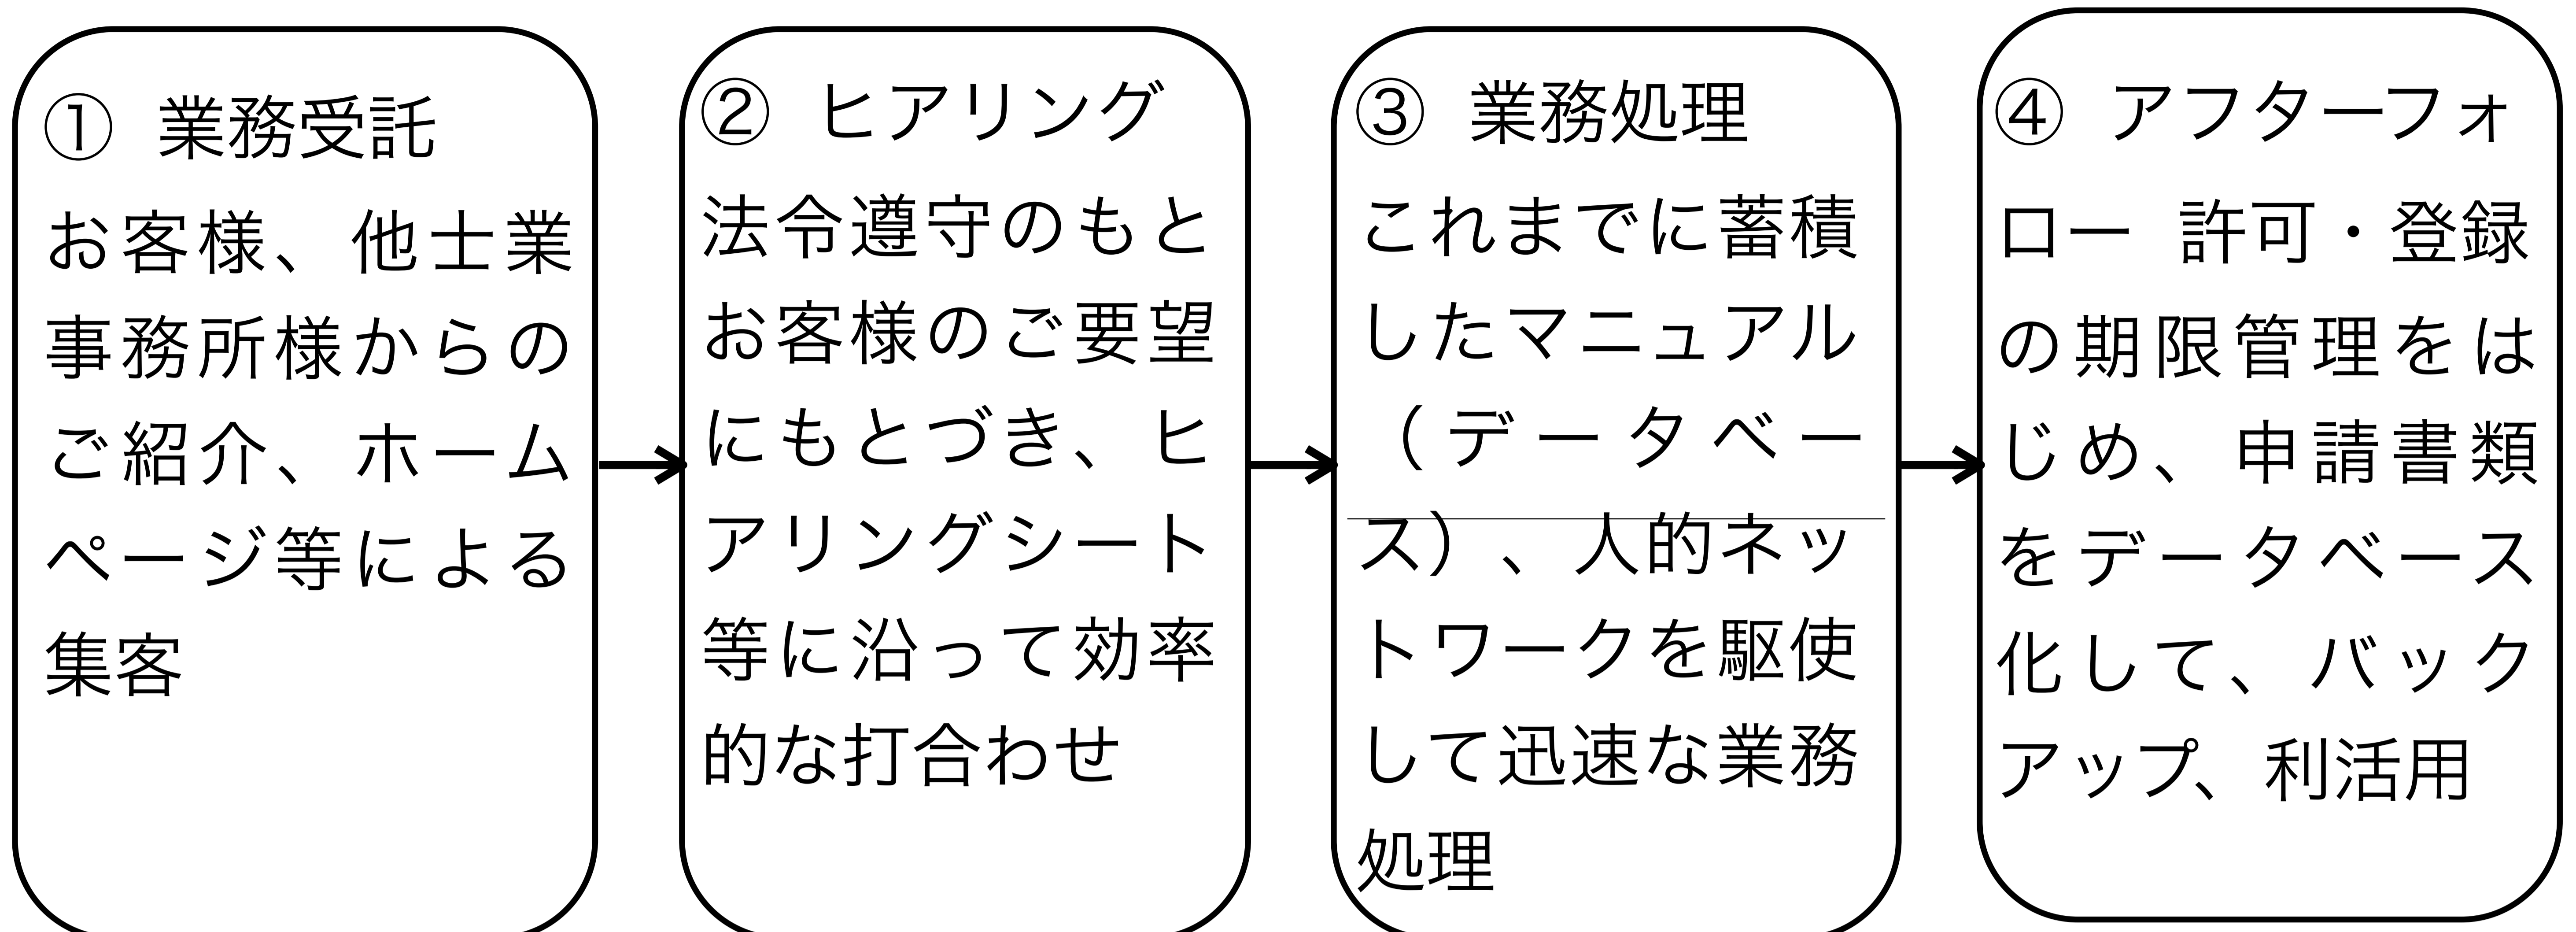 ① 業務受託
お客様、他士業
事務所様からの
ご紹介、ホーム
ページ等による
集客
② ヒアリング
法令遵守のもと
お客様のご要望
にもとづき、ヒ
アリングシート
等に沿って効率
的な打合わせ
③ 業務処理
これまでに蓄積
したマニュアル
（データベー
ス）、人的ネッ
トワークを駆使
して迅速な業務
処理
④ アフターフォ
ロー 許可・登録
の期限管理をは
じめ、申請書類
をデータベース
化して、バック
アップ、利活用